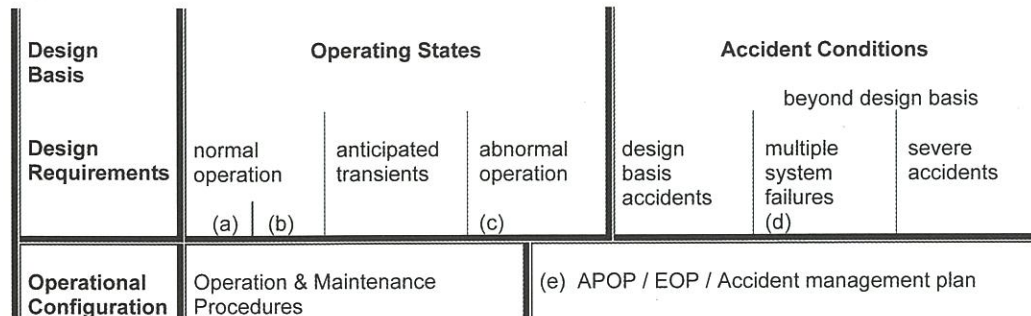 Design
Basis
Operating States
Accident Conditions
beyond design basis
Design
Requirements
normal
operation
(a)
(b)
anticipated
transients
abnormal
operation
(c)
design
basis
accidents
multiple
system
failures
(d)
severe
accidents
Operational
Configuration
Operation & Maintenance
Procedures
(e) APOP / EOP / Accident management plan